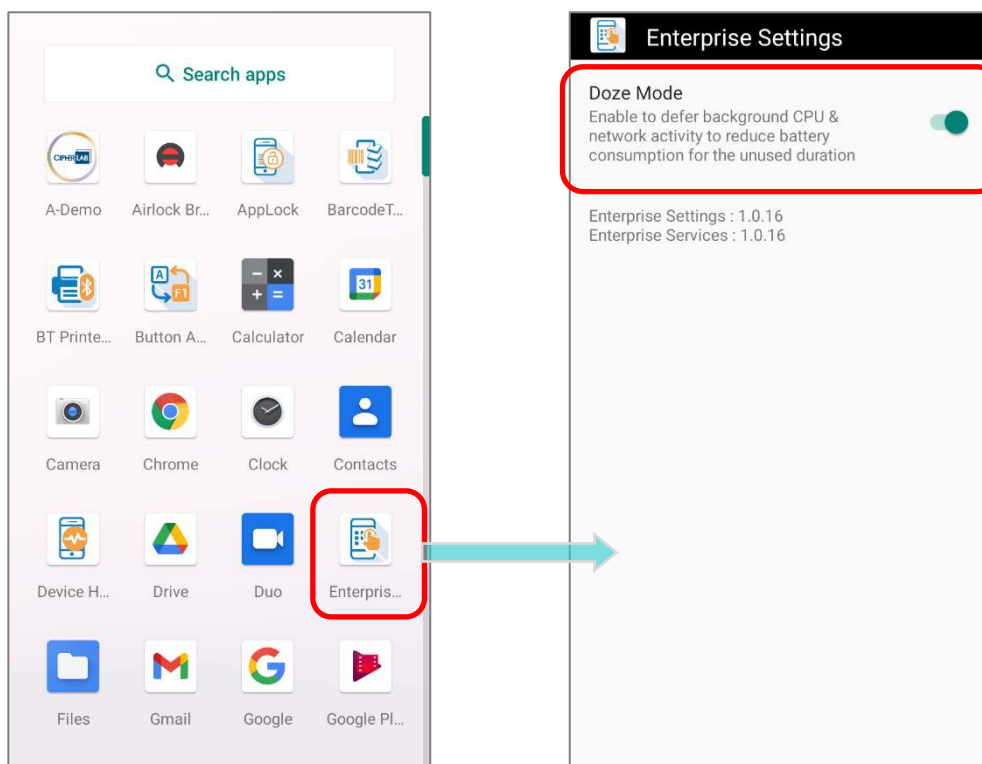 Search apps
CIPHERLAB
A-Demo
Airlock Br...
AppLock
BarcodeT...
A
F1
31
BT Printe...
Button A...
Calculator
Calendar
Camera
Chrome
Clock
Contacts
Device H...
Drive
Duo
Enterpris...
Files
Gmail
Google
Google Pl...
Enterprise Settings
Doze Mode
Enable to defer background CPU &
network activity to reduce battery
consumption for the unused duration
Enterprise Settings : 1.0.16
Enterprise Services : 1.0.16